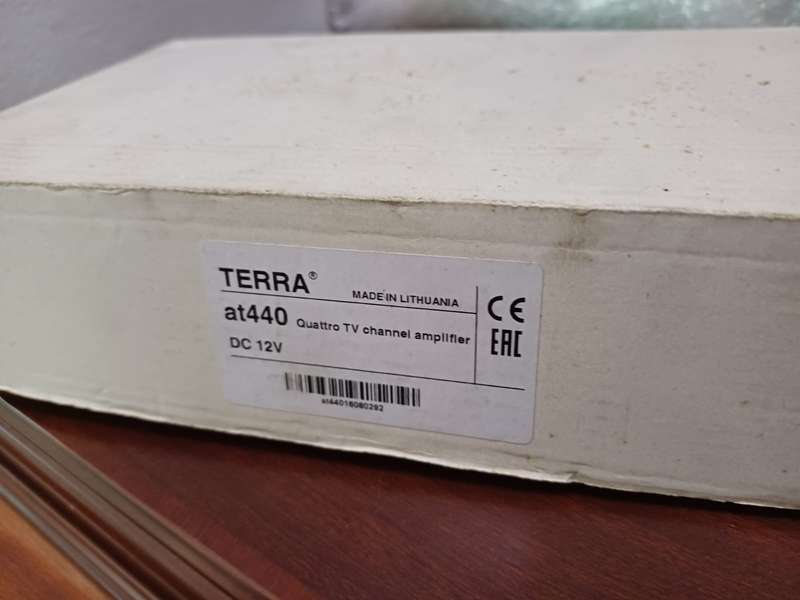 TERRA®
MADE IN LITHUANIA
at440 Quattro TV channel amplifier
DC 12V
at44016080292
CE
EAC